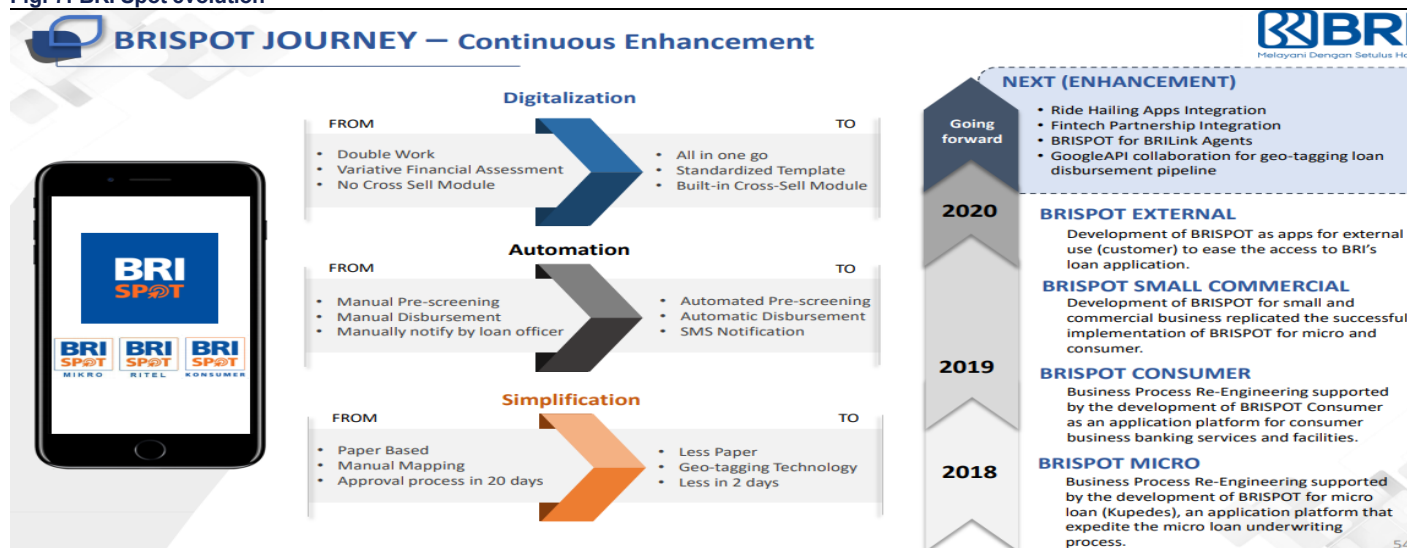 Fig. 7: BRI Spot evolution
BRISPOT JOURNEY – Continuous Enhancement
BRI
Melayani Dengan Setulus Ha
BRI
SPOT
BRI
SPOT
MIKRO
BRI
SPOT
RITEL
BRI
SPOT
KONSUMER
Digitalization
FROM
• Double Work
• Variative Financial Assessment
• No Cross Sell Module
TO
• All in one go
• Standardized Template
• Built-in Cross-Sell Module
Automation
FROM
• Manual Pre-screening
• Manual Disbursement
• Manually notify by loan officer
TO
• Automated Pre-screening
• Automatic Disbursement
• SMS Notification
Simplification
FROM
• Paper Based
• Manual Mapping
• Approval process in 20 days
TO
• Less Paper
• Geo-tagging Technology
• Less in 2 days
Going
forward
NEXT (ENHANCEMENT)
• Ride Hailing Apps Integration
• Fintech Partnership Integration
• BRISPOT for BRILink Agents
• GoogleAPI collaboration for geo-tagging loan
disbursement pipeline
2020
BRISPOT EXTERNAL
Development of BRISPOT as apps for external
use (customer) to ease the access to BRI's
loan application.
BRISPOT SMALL COMMERCIAL
Development of BRISPOT for small and
commercial business replicated the successful
implementation of BRISPOT for micro and
consumer.
2019
BRISPOT CONSUMER
Business Process Re-Engineering supported
by the development of BRISPOT Consumer
as an application platform for consumer
business banking services and facilities.
2018
BRISPOT MICRO
Business Process Re-Engineering supported
by the development of BRISPOT for micro
loan (Kupedes), an application platform that
expedite the micro loan underwriting
process.
54